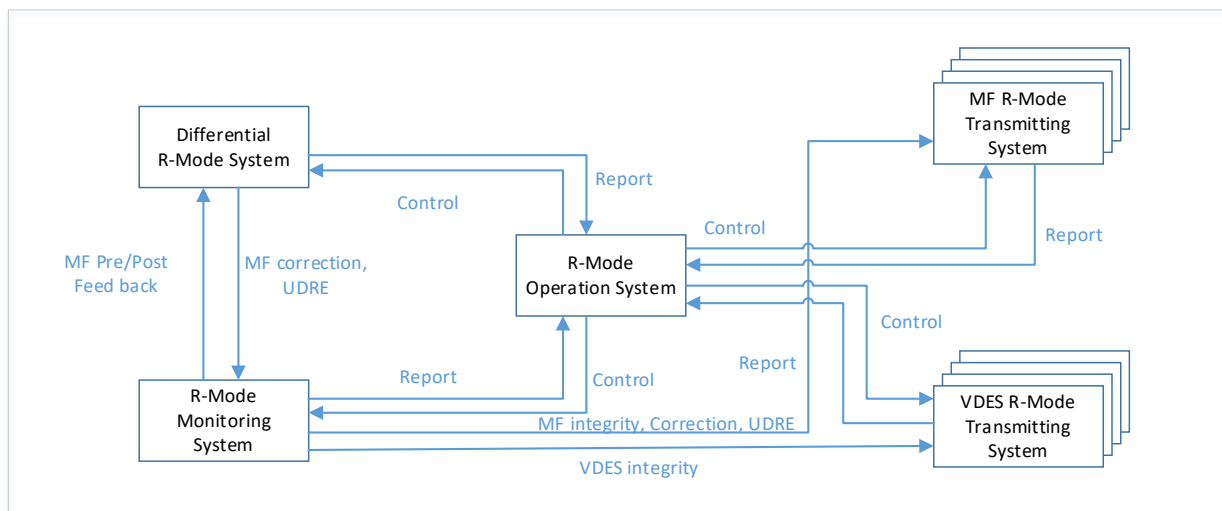 MF R-Mode
Transmitting
System
Differential
R-Mode System
Report
Control
Control
Report
MF Pre/Post
Feed back
MF correction,
UDRE
R-Mode
Operation System
Control
Report
Report
Control
R-Mode
Monitoring
System
VDES R-Mode
Transmitting
System
MF integrity, Correction, UDRE
VDES integrity